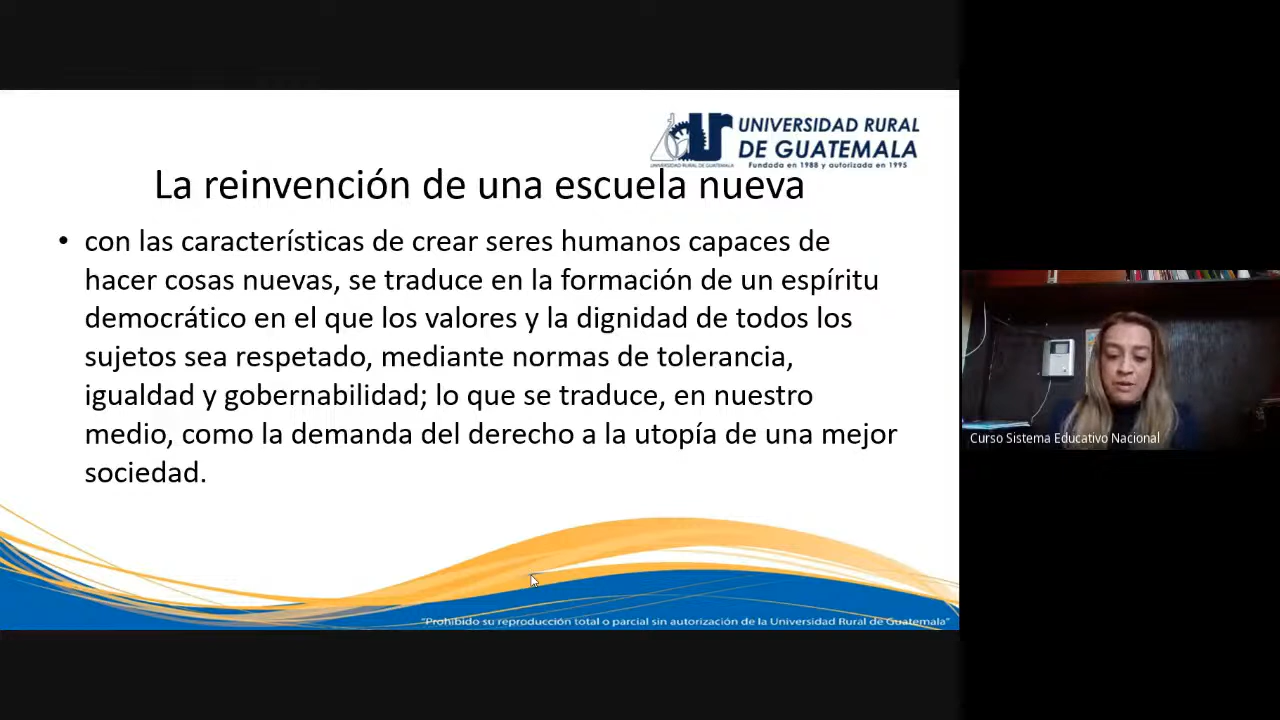 UNIVERSIDAD RURAL
DE GUATEMALA
UNIVERSIDAD RURAL DE GUATEMALA
Fundada en 1988 y autorizada en 1995
La reinvención de una escuela nueva
• con las características de crear seres humanos capaces de
hacer cosas nuevas, se traduce en la formación de un espíritu
democrático en el que los valores y la dignidad de todos los
sujetos sea respetado, mediante normas de tolerancia,
igualdad y gobernabilidad; lo que se traduce, en nuestro
medio, como la demanda del derecho a la utopía de una mejor
sociedad.
"Prohibido su reproducción total o parcial sin autorización de la Universidad Rural de Guatemala"
Curso Sistema Educativo Nacional